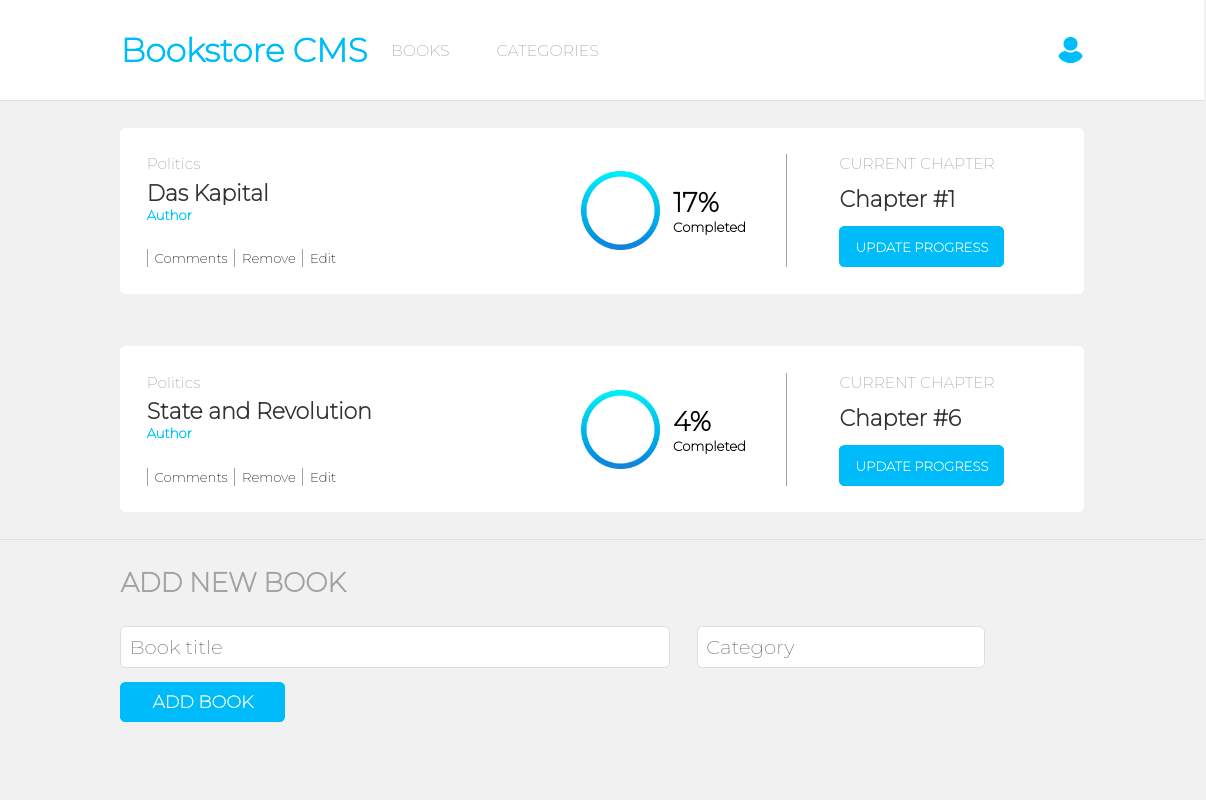 Bookstore CMS BOOKS CATEGORIES
Politics
Das Kapital
Author
Comments Remove Edit
17%
Completed
CURRENT CHAPTER
Chapter #1
UPDATE PROGRESS
Politics
State and Revolution
Author
Comments Remove Edit
4%
Completed
CURRENT CHAPTER
Chapter #6
UPDATE PROGRESS
ADD NEW BOOK
Book title
Category
ADD BOOK